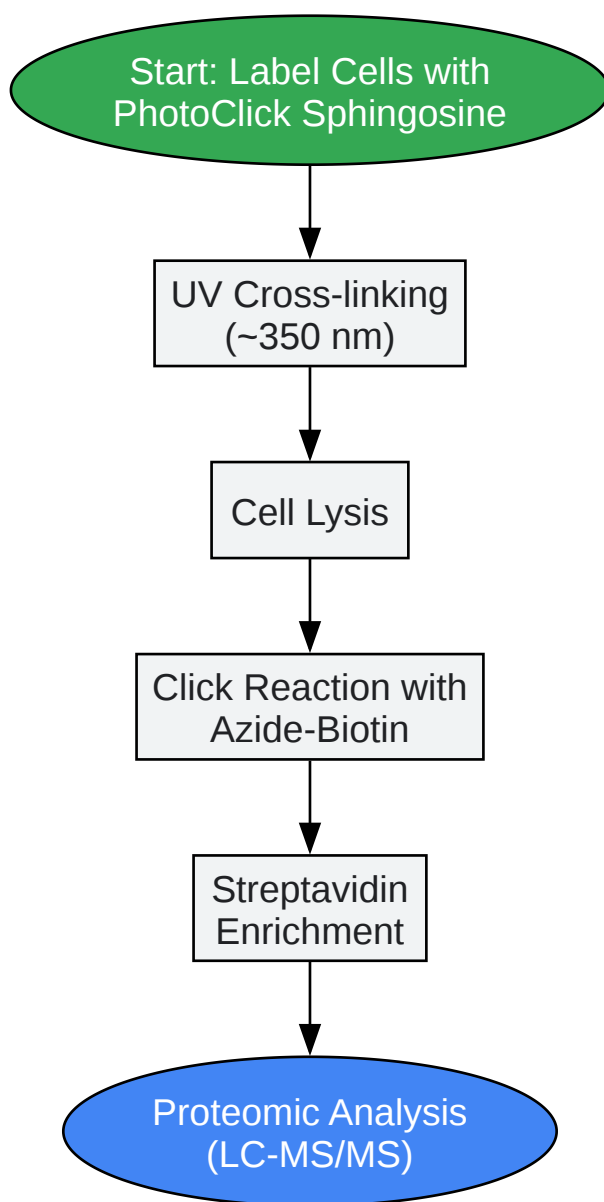 Start: Label Cells with
PhotoClick Sphingosine
UV Cross-linking
(~350 nm)
Cell Lysis
Click Reaction with
Azide-Biotin
Streptavidin
Enrichment
Proteomic Analysis
(LC-MS/MS)